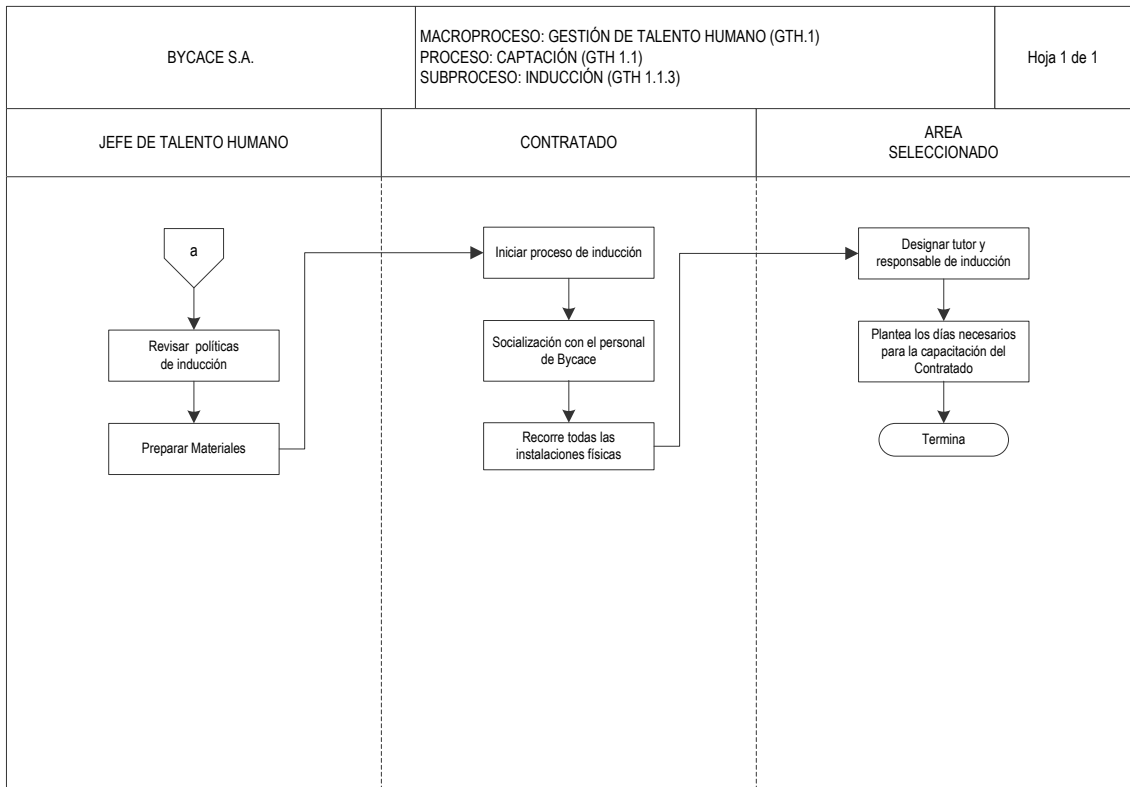 BYCACE S.A.
MACROPROCESO: GESTIÓN DE TALENTO HUMANO (GTH.1)
PROCESO: CAPTACIÓN (GTH 1.1)
SUBPROCESO: INDUCCIÓN (GTH 1.1.3)
Hoja 1 de 1
JEFE DE TALENTO HUMANO
CONTRATADO
AREA
SELECCIONADO
a
Revisar políticas
de inducción
Preparar Materiales
Iniciar proceso de inducción
Socialización con el personal
de Bycace
Recorre todas las
instalaciones físicas
Designar tutor y
responsable de inducción
Plantea los días necesarios
para la capacitación del
Contratado
Termina